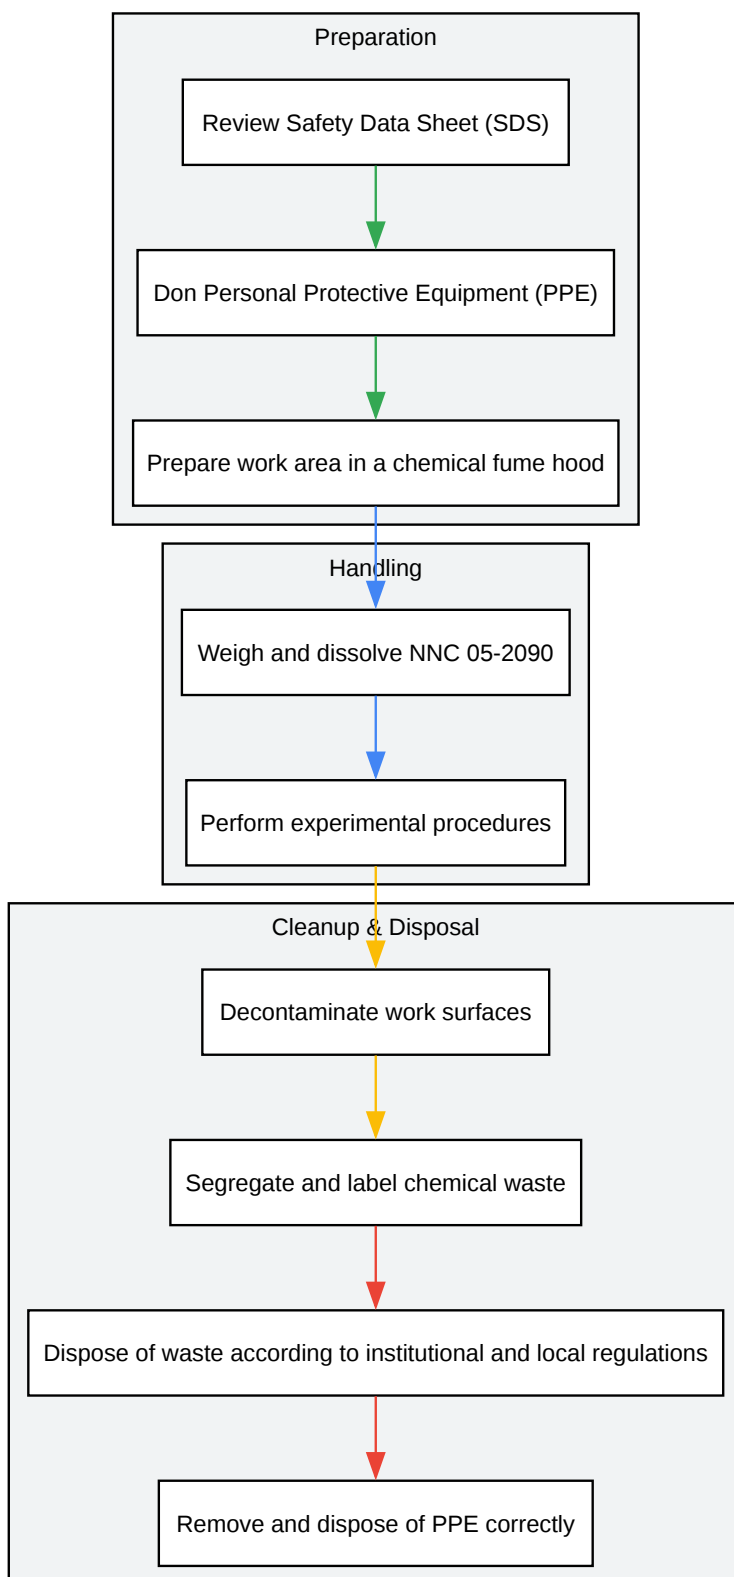 Preparation
Review Safety Data Sheet (SDS)
Don Personal Protective Equipment (PPE)
Prepare work area in a chemical fume hood
Handling
Weigh and dissolve NNC 05-2090
Perform experimental procedures
Cleanup & Disposal
Decontaminate work surfaces
Segregate and label chemical waste
Dispose of waste according to institutional and local regulations
Remove and dispose of PPE correctly